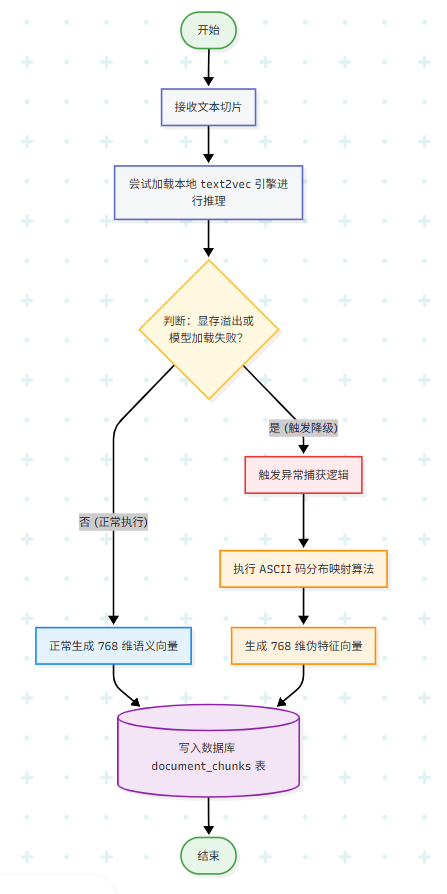 开始
接收文本切片
尝试加载本地 text2vec 引擎进
行推理
判断：显存溢出或
模型加载失败？
是 (触发降级)
触发异常捕获逻辑
否 (正常执行)
执行 ASCII 码分布映射算法
正常生成 768 维语义向量
生成 768 维伪特征向量
写入数据库
document_chunks 表
结束